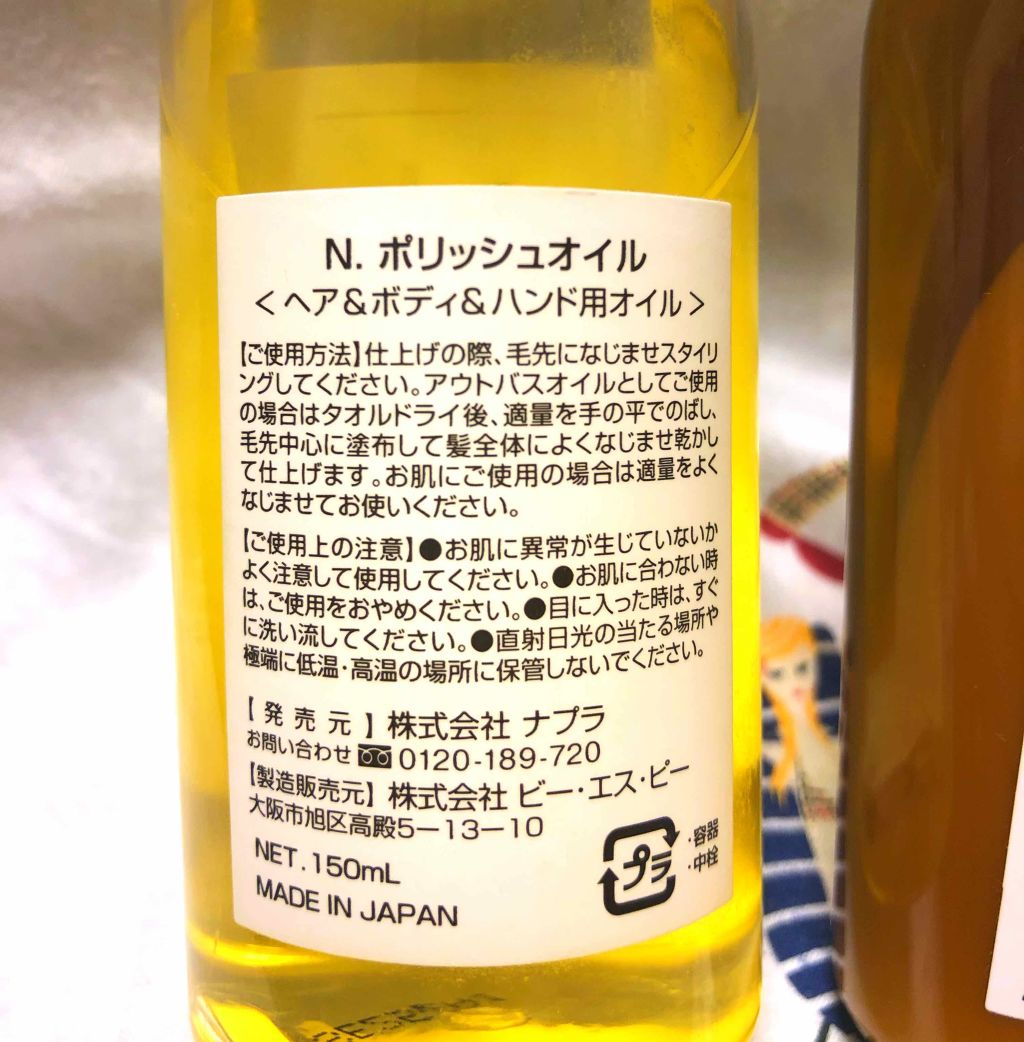 N. ポリッシュオイル
<ヘア&ボディ&ハンド用オイル>
【ご使用方法】仕上げの際、毛先になじませスタイリ
ングしてください。アウトバスオイルとしてご使用
の場合はタオルドライ後、適量を手の平でのばし、
毛先中心に塗布して髪全体によくなじませ乾かし
て仕上げます。お肌にご使用の場合は適量をよく
なじませてお使いください。
【ご使用上の注意】●お肌に異常が生じていないか
よく注意して使用してください。●お肌に合わない時
は、ご使用をおやめください。●目に入った時は、すぐ
に洗い流してください。●直射日光の当たる場所や
極端に低温・高温の場所に保管しないでください。
【発売元】株式会社 ナプラ
お問い合わせ 0120-189-720
【製造販売元】株式会社 ビー・エス・ピー
大阪市旭区高殿5-13-10
NET.150mL
MADE IN JAPAN
プラ
・容器
・中栓